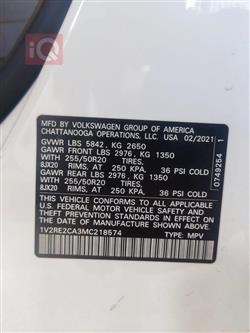 iQ
MFD. BY VOLKSWAGEN GROUP OF AMERICA
CHATTANOOGA OPERATIONS, LLC. USA 02/2021
GVWR LBS 5842, KG 2650
GAWR FRONT LBS 2976, KG 1350
WITH 255/50R20 TIRES,
8JX20 RIMS, AT 250 KPA, 36 PSI COLD
GAWR REAR LBS 2976, KG 1350
WITH 255/50R20 TIRES,
8JX20 RIMS, AT 250 KPA, 36 PSI COLD
THIS VEHICLE CONFORMS TO ALL APPLICABLE
FEDERAL MOTOR VEHICLE SAFETY, BUMPER,
AND THEFT PREVENTION STANDARDS IN EFFECT
ON THE DATE OF MANUFACTURE SHOWN ABOVE.
1V2RE2CA3MC218574 TYPE: MPV
0749254 1